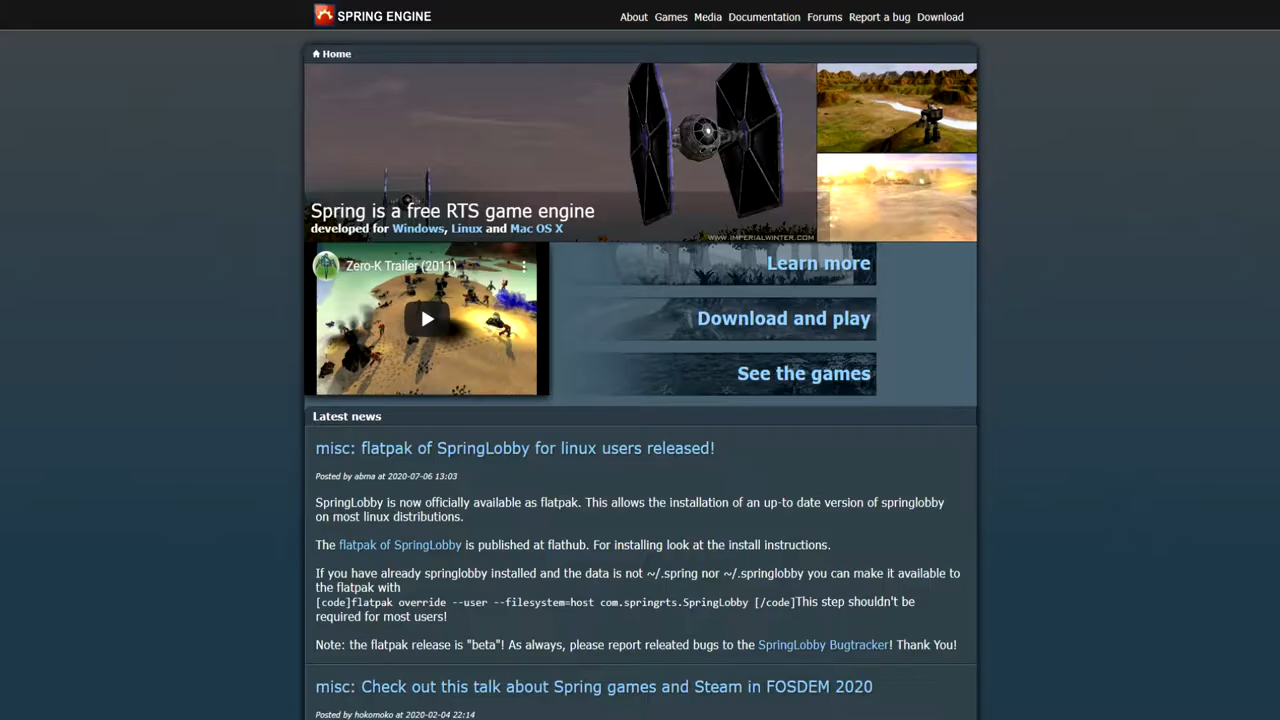 SPRING ENGINE
About Games Media Documentation Forums Report a bug Download
Home
Spring is a free RTS game engine
developed for Windows, Linux and Mac OS X
WWW.IMPERIALWINTER.COM
Zero-K Trailer (2011)
Learn more
Download and play
See the games
Latest news
misc: flatpak of SpringLobby for linux users released!
Posted by abma at 2020-07-06 13:03
SpringLobby is now officially available as flatpak. This allows the installation of an up-to date version of springlobby
on most linux distributions.
The flatpak of SpringLobby is published at flathub. For installing look at the install instructions.
If you have already springlobby installed and the data is not ~/.spring nor ~/.springlobby you can make it available to
the flatpak with
[code]flatpak override --user --filesystem=host com.springrts.SpringLobby [/code]This step shouldn't be
required for most users!
Note: the flatpak release is "beta"! As always, please report releated bugs to the SpringLobby Bugtracker! Thank You!
misc: Check out this talk about Spring games and Steam in FOSDEM 2020
Posted by hokomoko at 2020-02-04 22:14